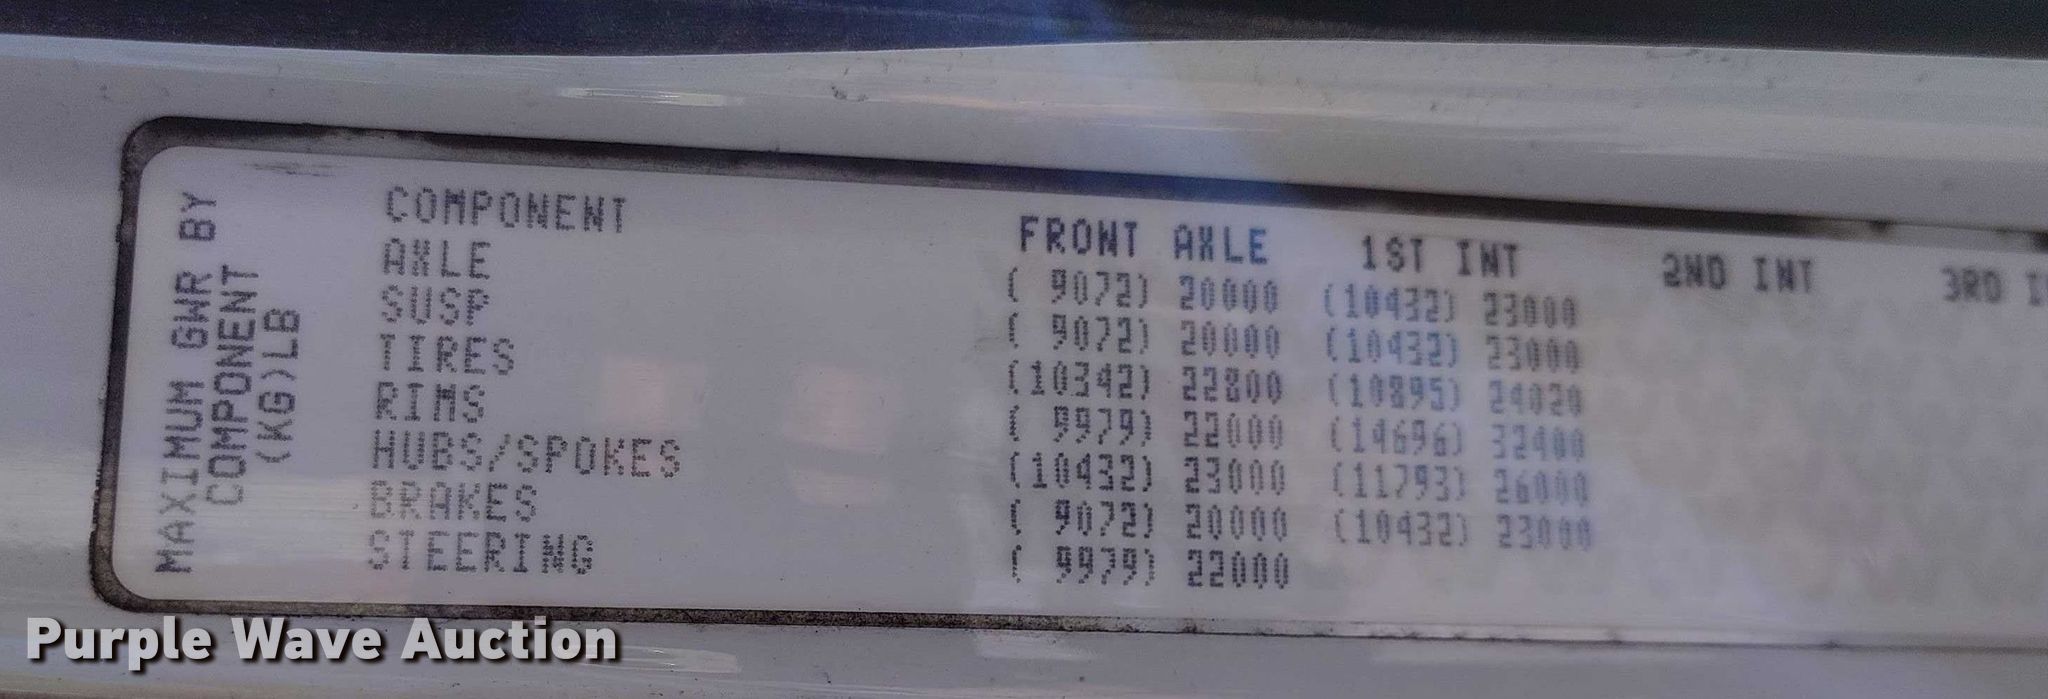 MAXIMUM GWR BY
COMPONENT
(KG)LB
COMPONENT FRONT AXLE 1ST INT 2ND INT 3RD
AXLE ( 9072) 20000 (10432) 23000
SUSP ( 9072) 20000 (10432) 23000
TIRES (10342) 22800 (10895) 24020
RIMS ( 9979) 22000 (14696) 32400
HUBS/SPOKES (10432) 23000 (11793) 26000
BRAKES ( 9072) 20000 (10432) 23000
STEERING ( 9979) 22000
Purple Wave Auction